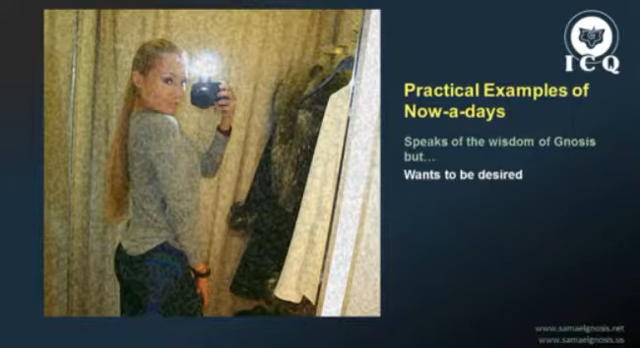 ICQ
Practical Examples of
Now-a-days
Speaks of the wisdom of Gnosis
but...
Wants to be desired
www.samaelgnosis.net
www.samaelgnosis.us